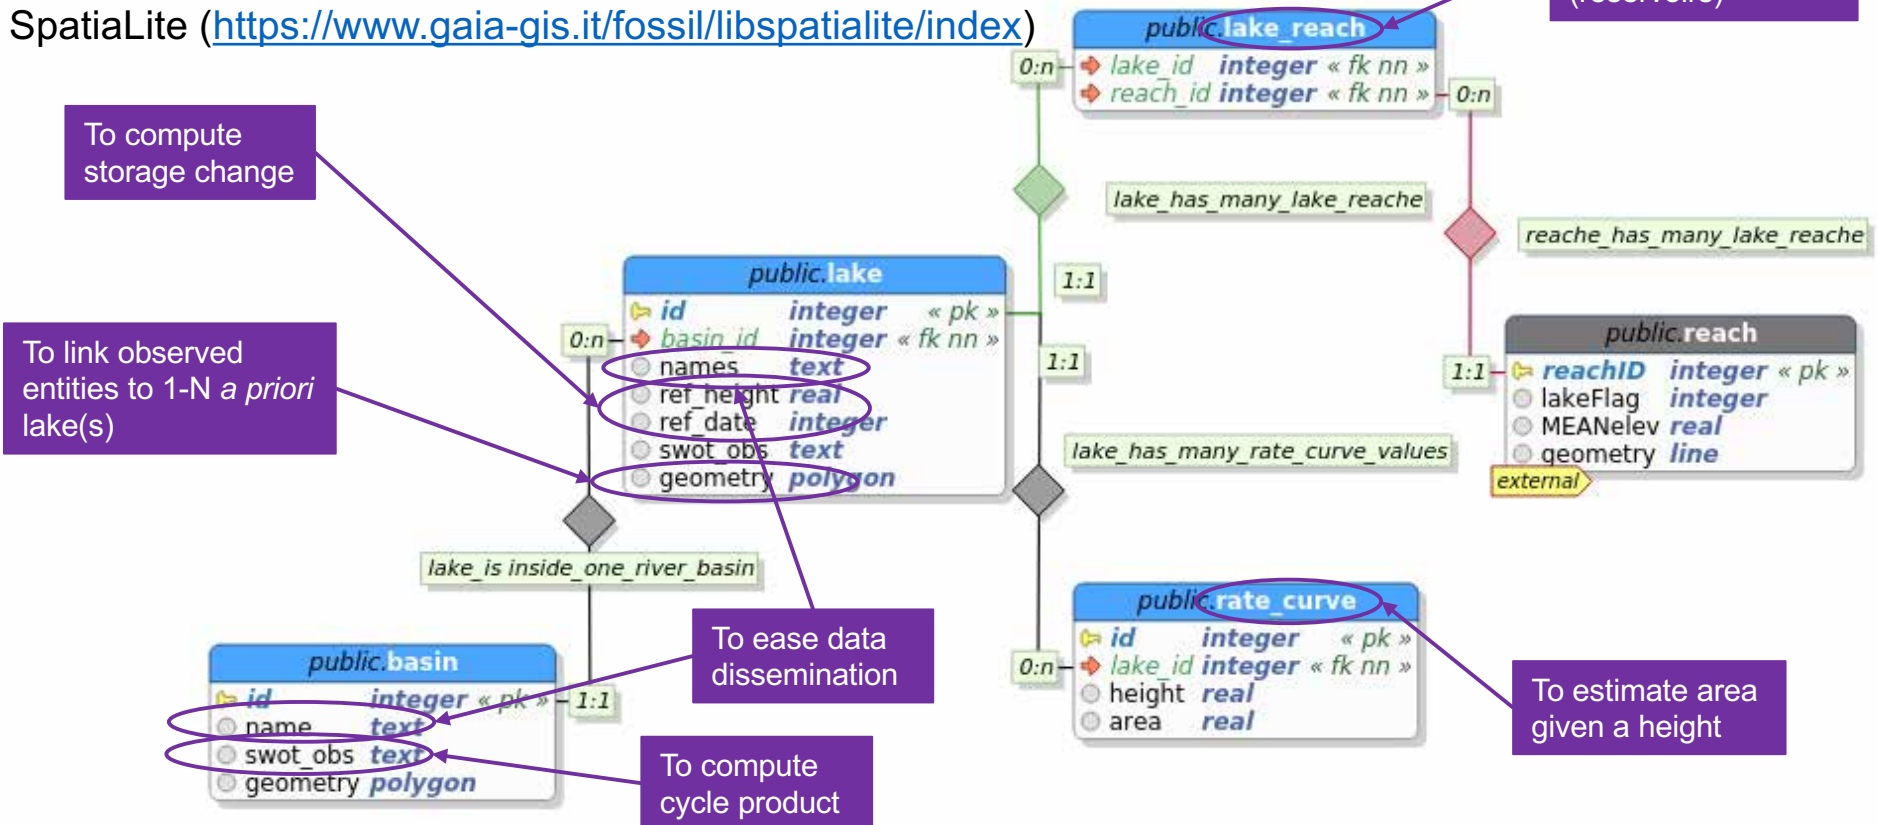 SpatiaLite (https://www.gaia-gis.it/fossil/libspatialite/index)
public.lake_reach
0:n
lake_id integer « fk nn »
reach_id integer « fk nn »
0:n
To compute
storage change
lake_has_many_lake_reache
reache_has_many_lake_reache
public.lake
1:1
id integer « pk »
0:n
basin_id integer « fk nn »
names text
ref_height real
ref_date integer
swot_obs text
geometry polygon
1:1
To link observed
entities to 1-N a priori
lake(s)
public.reach
1:1
reachID integer « pk »
lakeFlag integer
MEANelev real
geometry line
external
lake_has_many_rate_curve_values
lake_is inside_one_river_basin
public.rate_curve
id integer « pk »
0:n
lake_id integer « fk nn »
height real
area real
To ease data
dissemination
public.basin
id integer « pk »
1:1
name text
swot_obs text
geometry polygon
To estimate area
given a height
To compute
cycle product